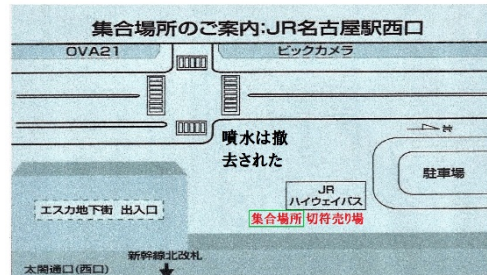 集合場所のご案内:JR名古屋駅西口
OVA21
ビックカメラ
噴水は撤
去された
北
駐車場
JR
ハイウェイバス
集合場所 切符売り場
エスカ地下街 出入口
新幹線北改札
太閤通口(西口)